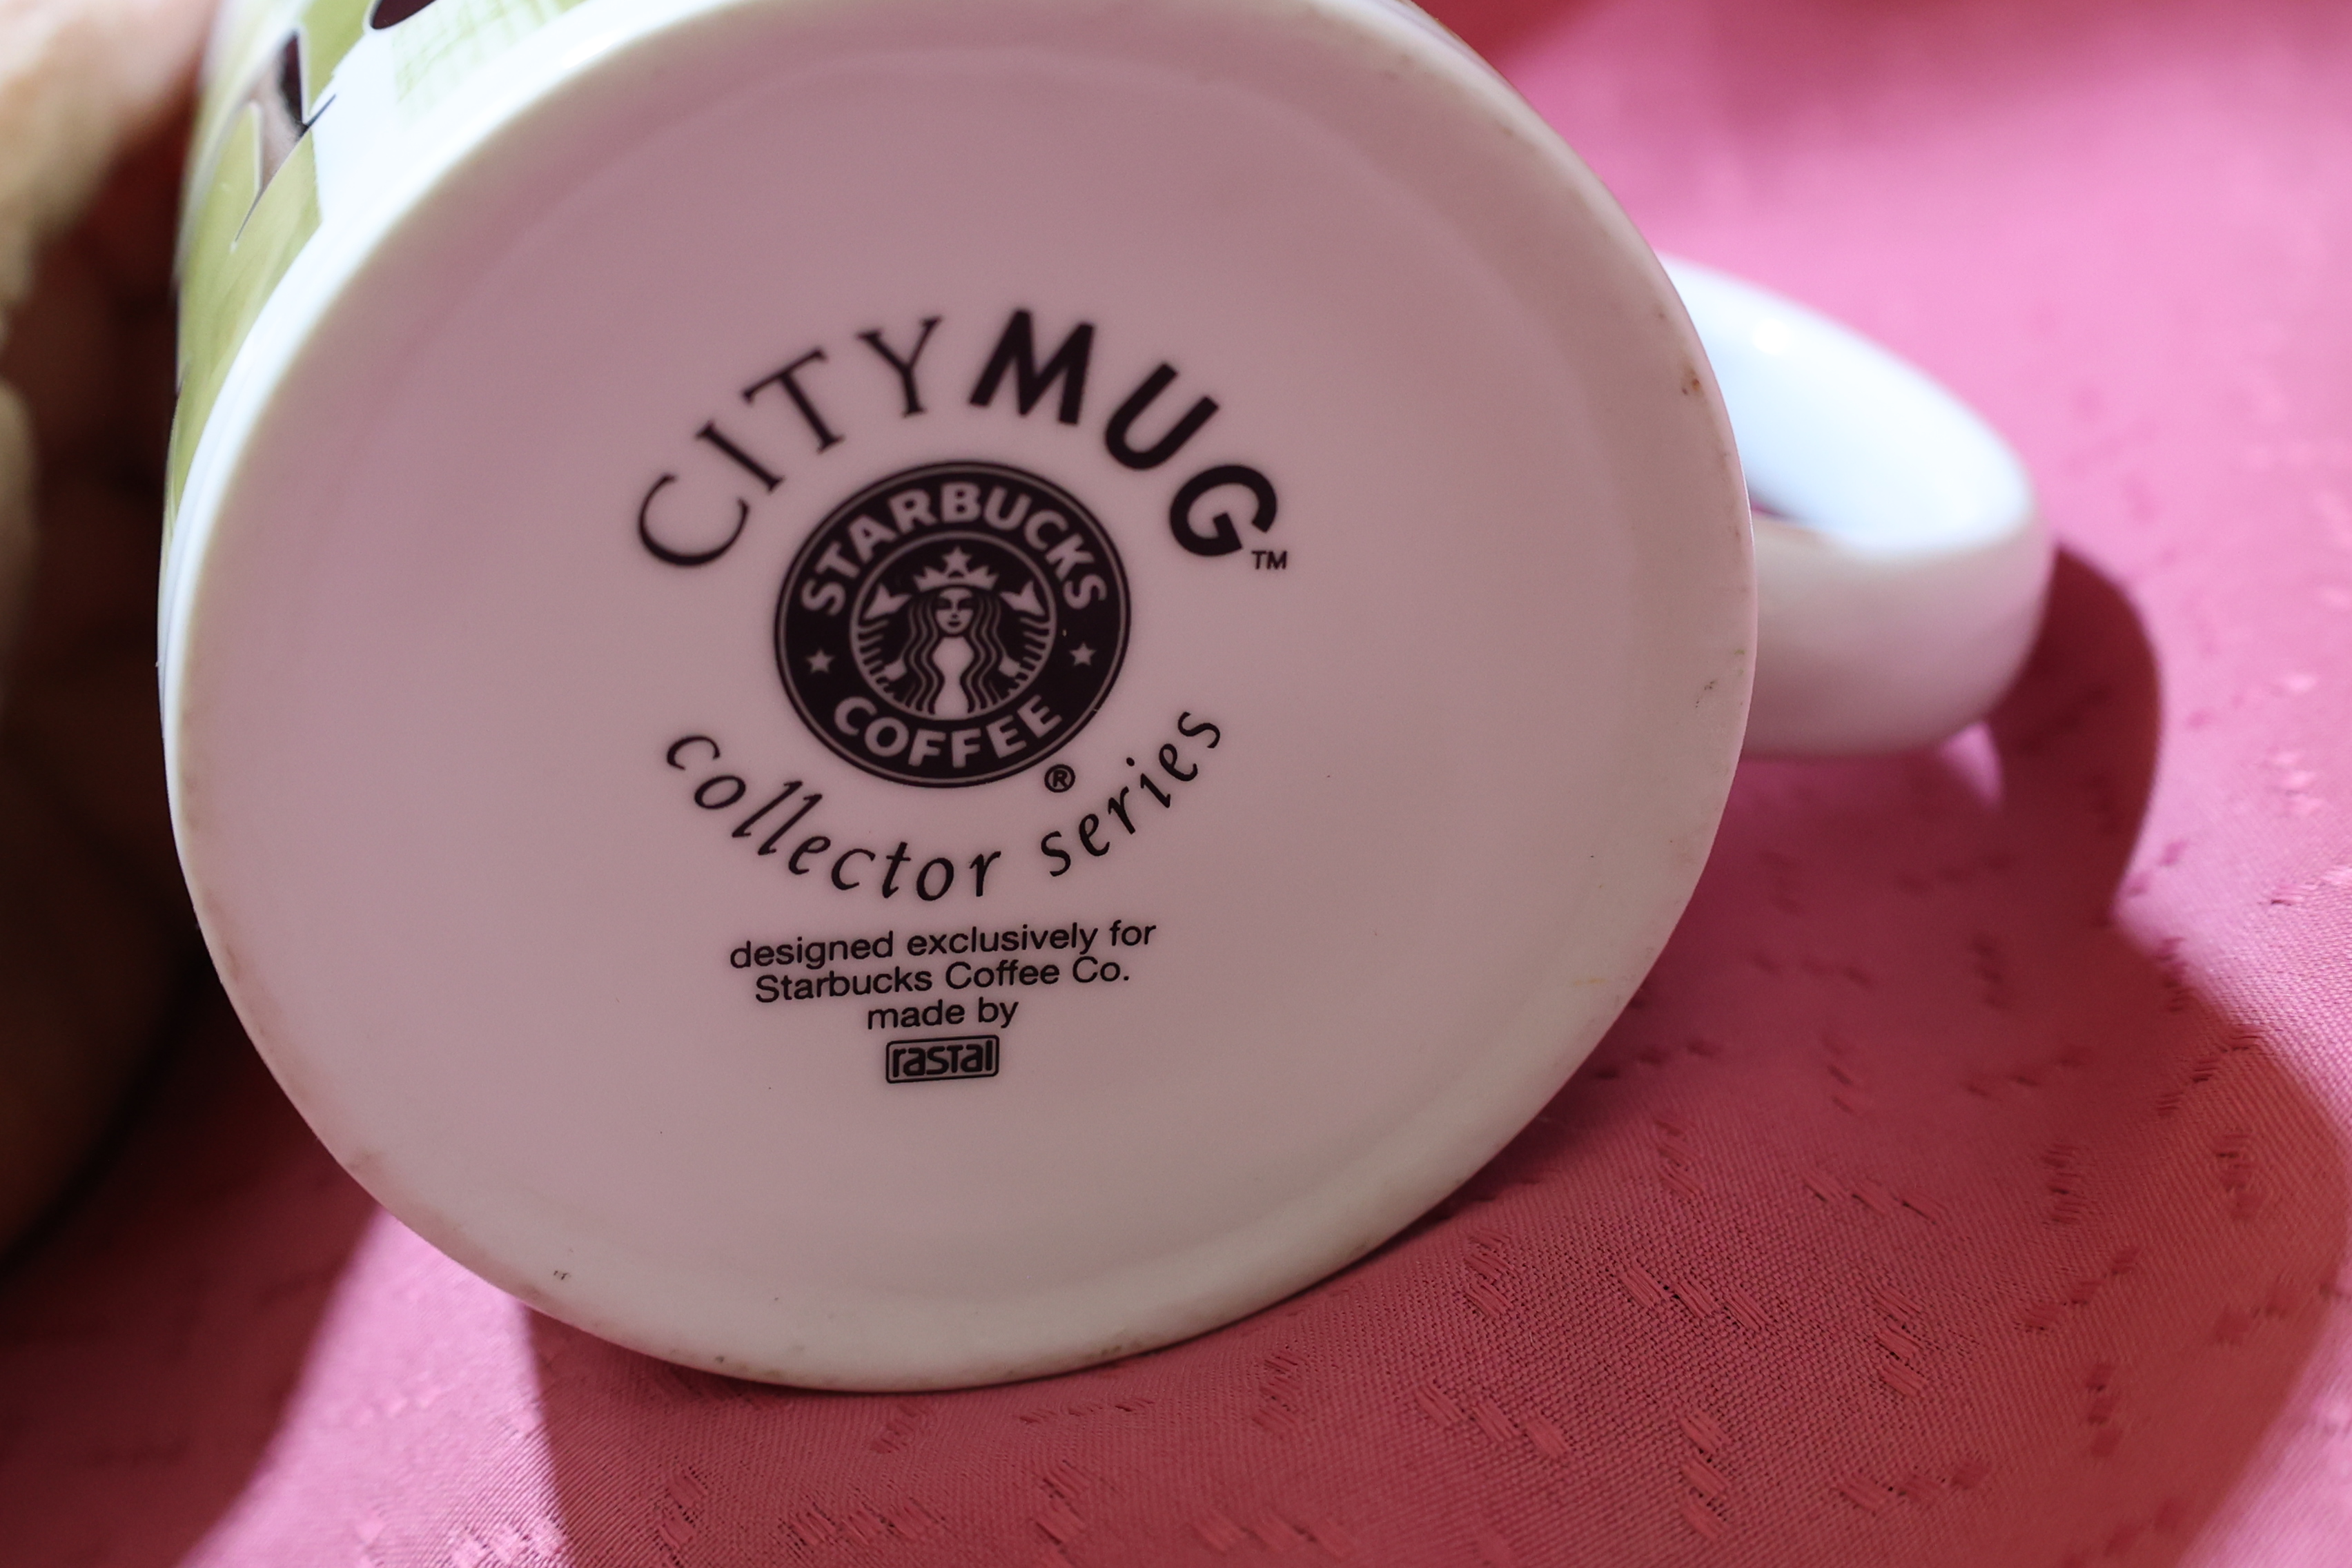 CITYMUG™
STARBUCKS
COFFEE
®
collector series
designed exclusively for
Starbucks Coffee Co.
made by
rastal